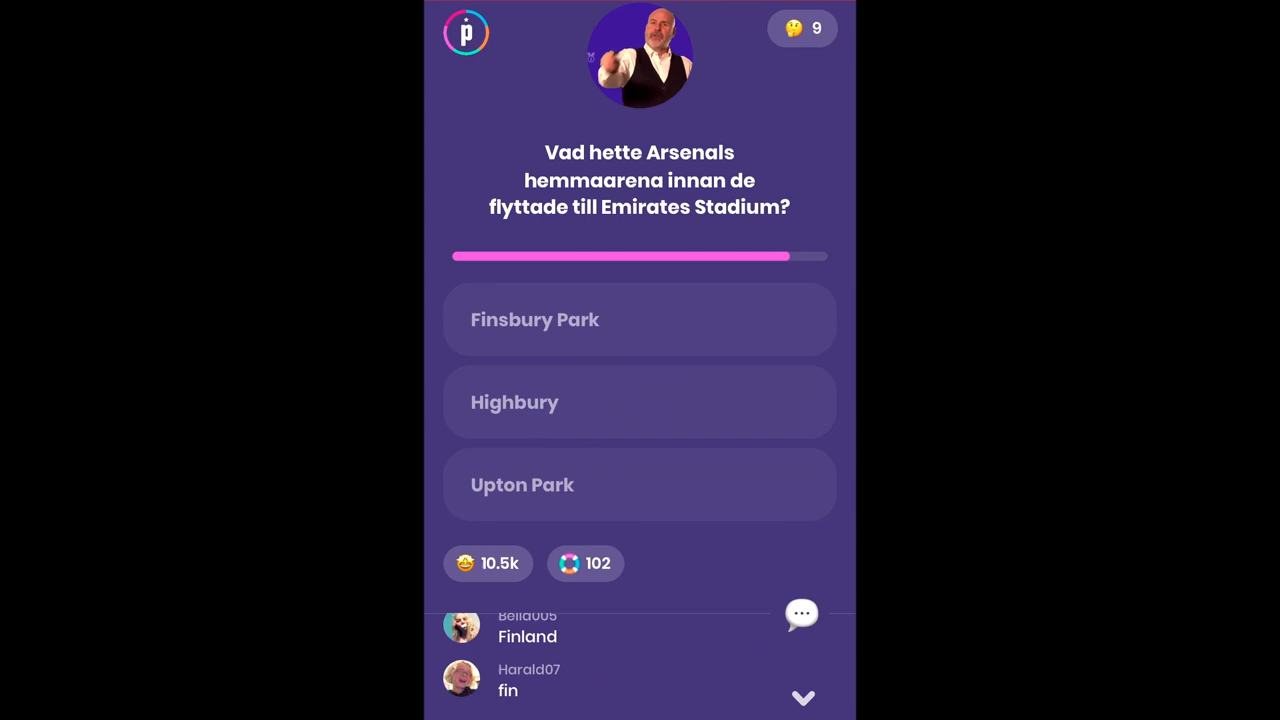 p
9
Vad hette Arsenals
hemmaarena innan de
flyttade till Emirates Stadium?
Finsbury Park
Highbury
Upton Park
10.5k
102
Bella005
Finland
Harald07
fin